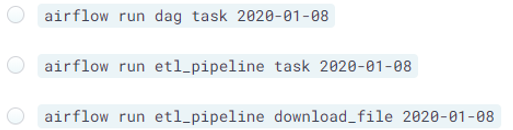 airflow run dag task 2020-01-08
airflow run etl_pipeline task 2020-01-08
airflow run etl_pipeline download_file 2020-01-08